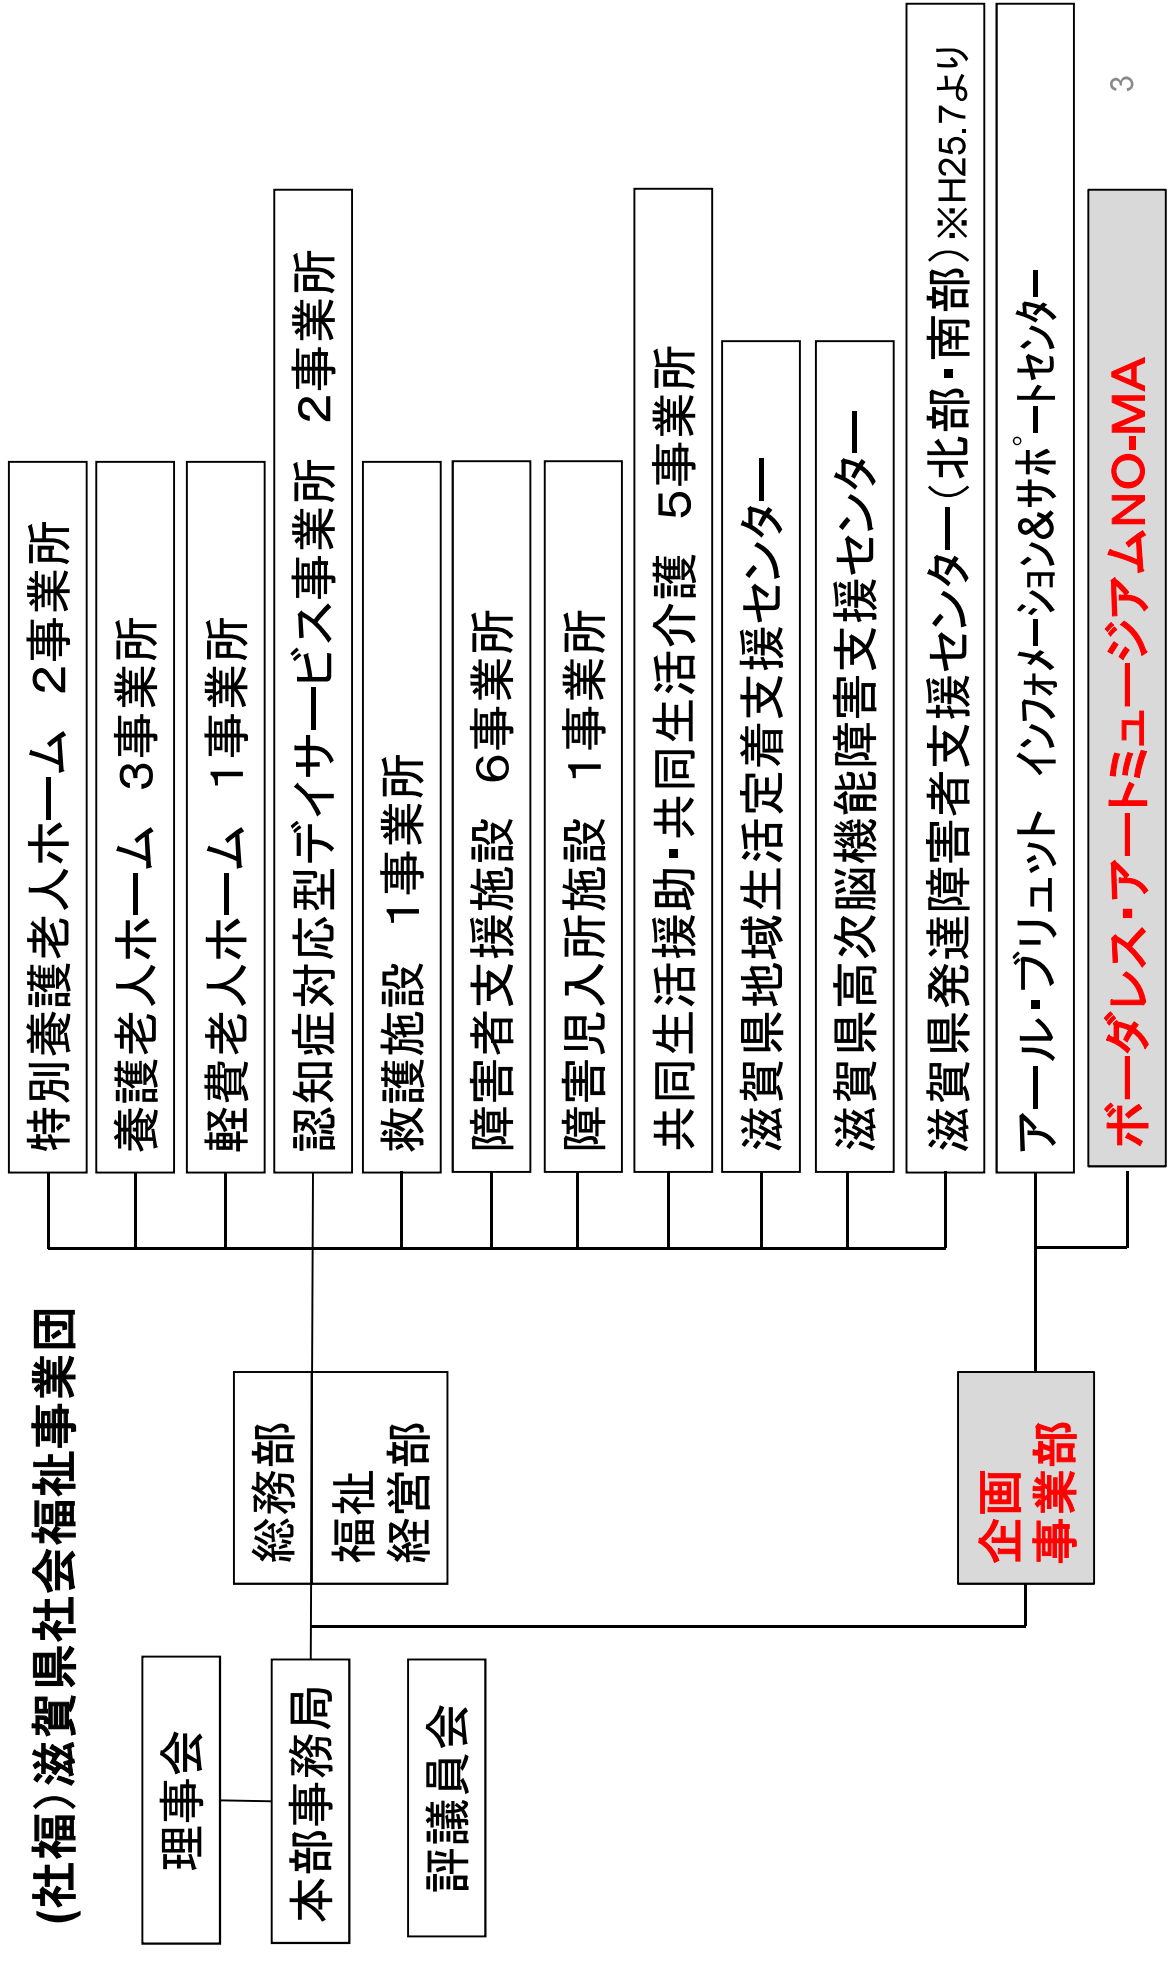 (社福)滋賀県社会福祉事業団
理事会
本部事務局
評議員会
総務部
福祉
経営部
企画
事業部
特別養護老人ホーム 2事業所
養護老人ホーム 3事業所
軽費老人ホーム 1事業所
認知症対応型デイサービス事業所 2事業所
救護施設 1事業所
障害者支援施設 6事業所
障害児入所施設 1事業所
共同生活援助・共同生活介護 5事業所
滋賀県地域生活定着支援センター
滋賀県高次脳機能障害支援センター
滋賀県発達障害者支援センター(北部・南部)※H25.7より
アール・ブリュット インフォメーション&サポートセンター
ボーダレス・アートミュージアムNO-MA
3